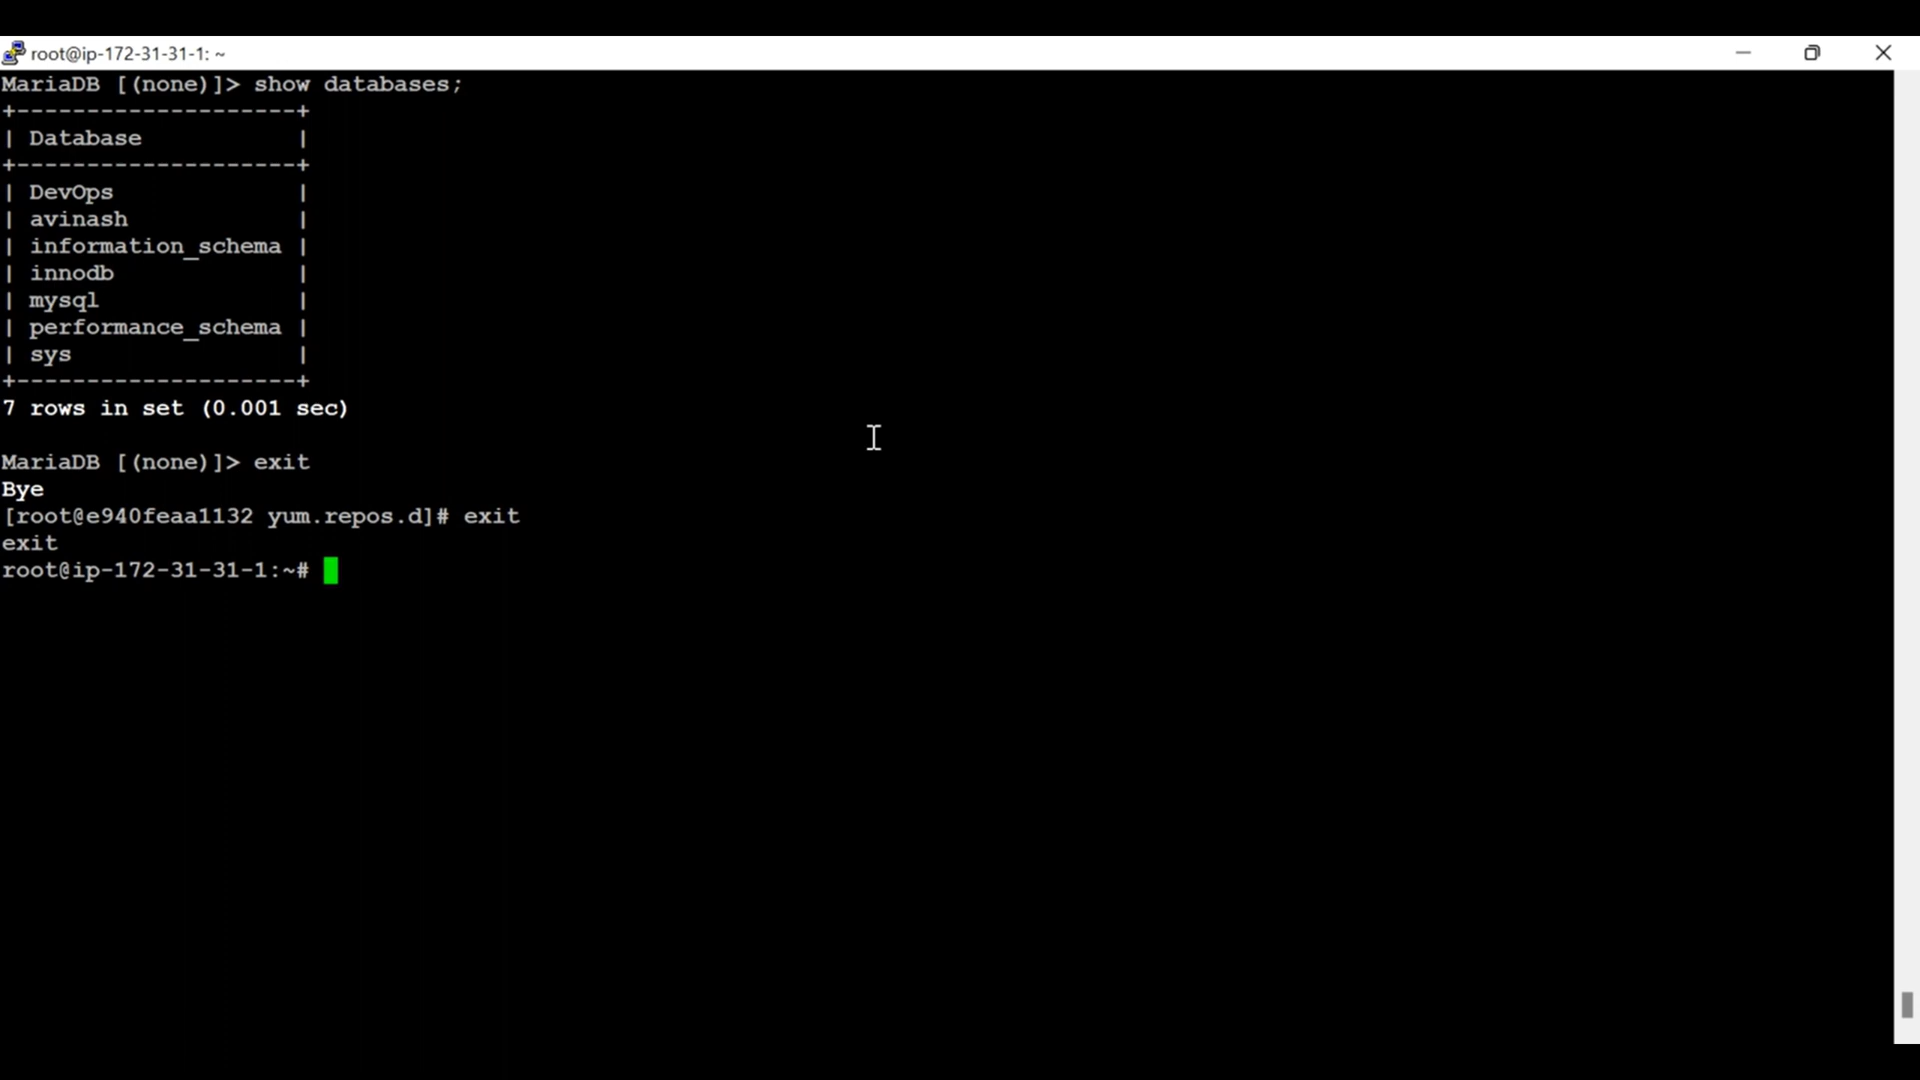 root@ip-172-31-31-1: ~
MariaDB [(none)]> show databases;
+--------------------+
| Database           |
+--------------------+
| DevOps             |
| avinash            |
| information_schema |
| innodb             |
| mysql              |
| performance_schema |
| sys                |
+--------------------+
7 rows in set (0.001 sec)
MariaDB [(none)]> exit
Bye
[root@e940feaa1132 yum.repos.d]# exit
exit
root@ip-172-31-31-1:~#